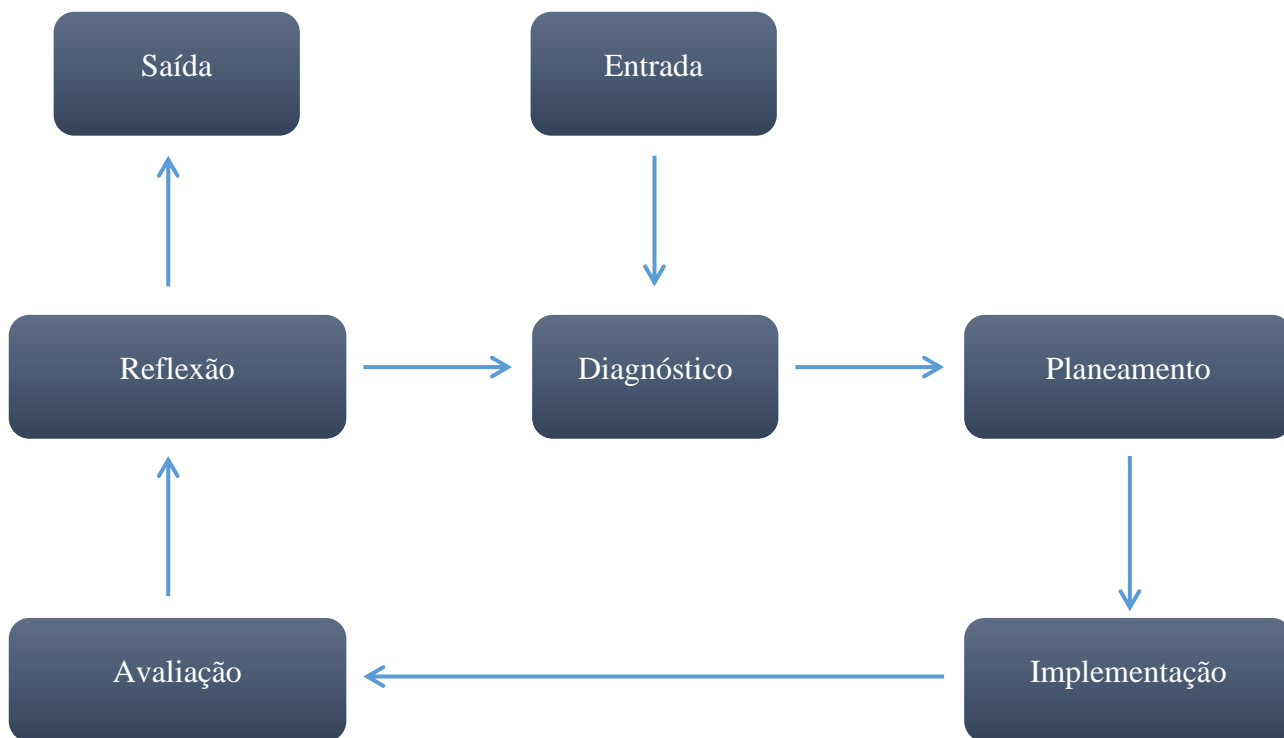 Saída
Entrada
Reflexão
Diagnóstico
Planeamento
Avaliação
Implementação